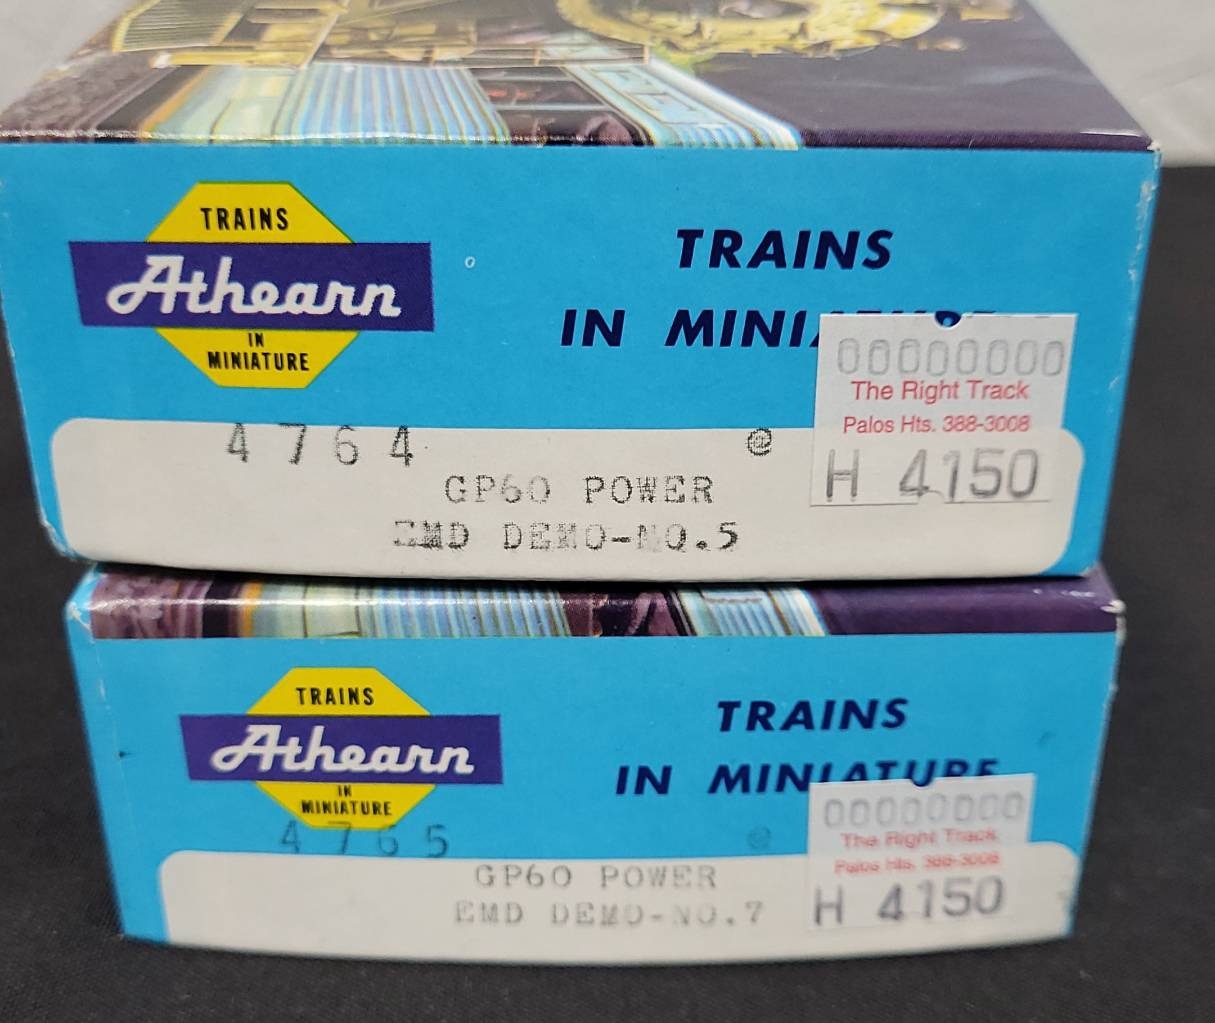 TRAINS
Athearn
IN
MINIATURE
TRAINS
IN MINIATURE
00000000
The Right Track
Palos Hts. 388-3008
H 4150
4764 @
GP60 POWER
EMD DEMO-NO.5
TRAINS
Athearn
IN
MINIATURE
TRAINS
IN MINIATURE
00000000
The Right Track
Palos Hts. 388-3008
H 4150
4765 @
GP60 POWER
EMD DEMO-NO.7